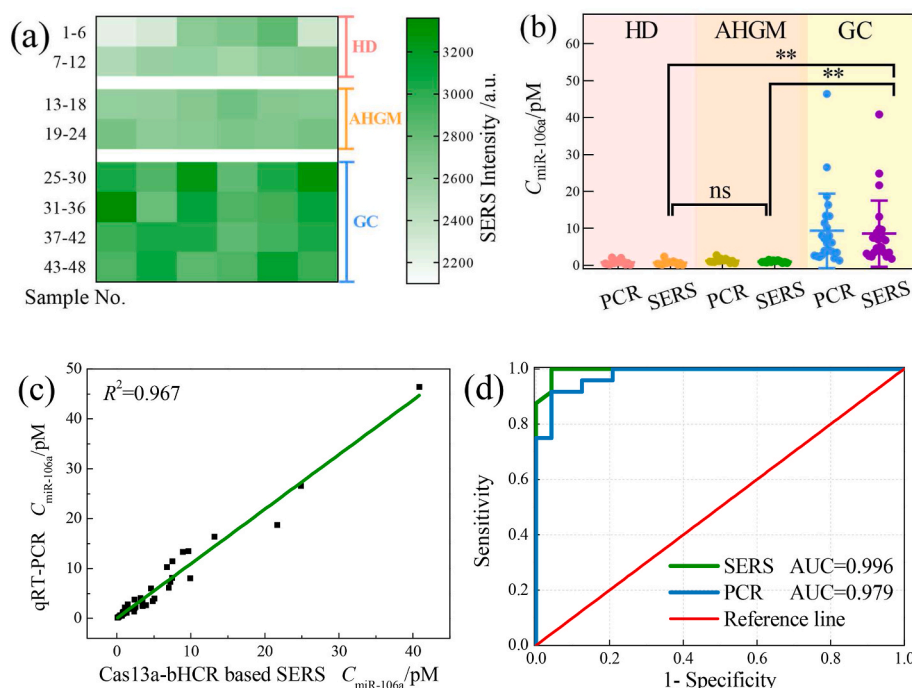 (a)
1-6
7-12
13-18
19-24
25-30
31-36
37-42
43-48
Sample No.
HD
AHGM
GC
3200
3000
2800
2600
2400
2200
SERS Intensity /a.u.
(b)
HD AHGM GC
**
**
ns
60
50
40
30
20
10
0
C miR-106a/pM
PCR SERS PCR SERS PCR SERS
(c)
R²=0.967
50
40
30
20
10
0
qRT-PCR C miR-106a/pM
0 10 20 30 40
Cas13a-bHCR based SERS C miR-106a/pM
(d)
1.0
0.8
0.6
0.4
0.2
0.0
Sensitivity
SERS AUC=0.996
PCR AUC=0.979
Reference line
0.0 0.2 0.4 0.6 0.8 1.0
1- Specificity